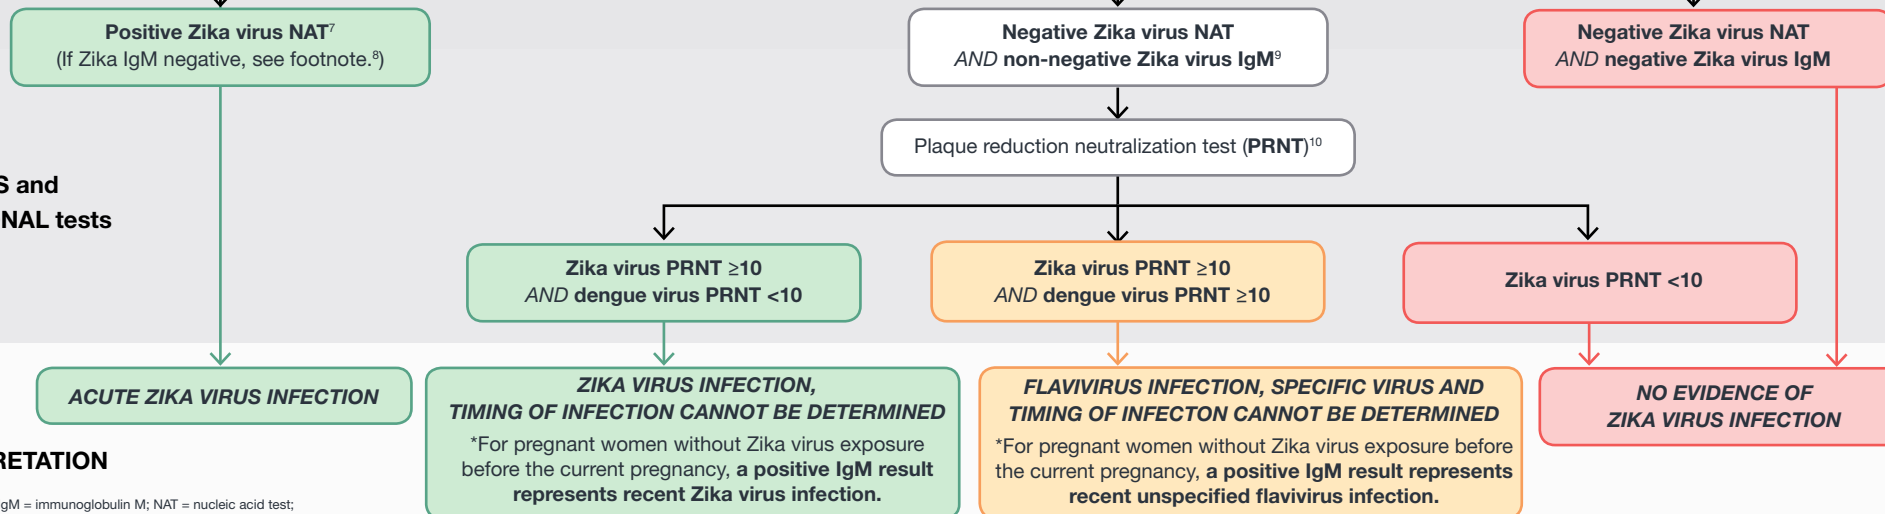 Positive Zika virus NAT⁷
(If Zika IgM negative, see footnote.⁸)
Negative Zika virus NAT
AND non-negative Zika virus IgM⁹
Negative Zika virus NAT
AND negative Zika virus IgM
Plaque reduction neutralization test (PRNT)¹⁰
S and
NAL tests
Zika virus PRNT ≥10
AND dengue virus PRNT <10
Zika virus PRNT ≥10
AND dengue virus PRNT ≥10
Zika virus PRNT <10
ACUTE ZIKA VIRUS INFECTION
ZIKA VIRUS INFECTION,
TIMING OF INFECTION CANNOT BE DETERMINED
*For pregnant women without Zika virus exposure
before the current pregnancy, a positive IgM result
represents recent Zika virus infection.
FLAVIVIRUS INFECTION, SPECIFIC VIRUS AND
TIMING OF INFECTON CANNOT BE DETERMINED
*For pregnant women without Zika virus exposure before
the current pregnancy, a positive IgM result represents
recent unspecified flavivirus infection.
NO EVIDENCE OF
ZIKA VIRUS INFECTION
RETATION
IgM = immunoglobulin M; NAT = nucleic acid test;